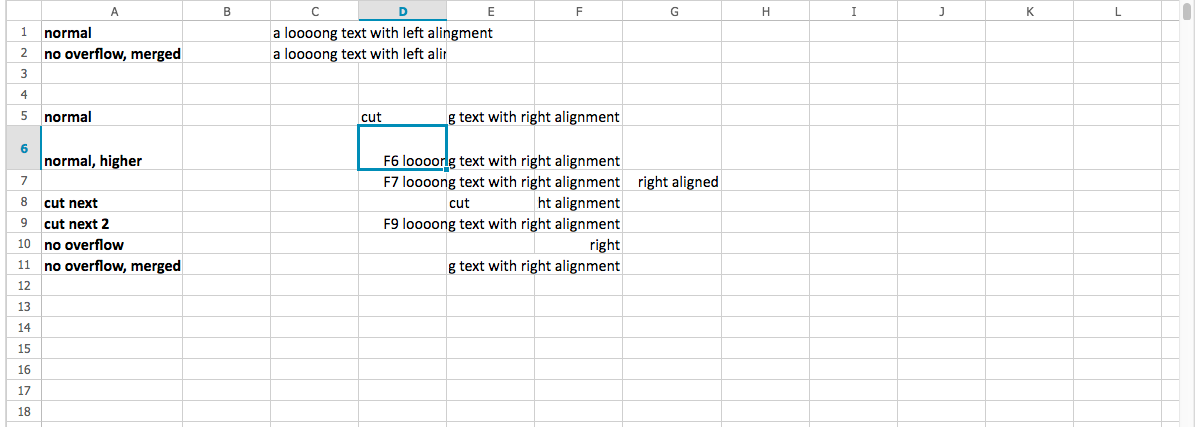 A B C D E F G H I J K L
1 normal a loooong text with left alingment
2 no overflow, merged a loooong text with left alin
3
4
5 normal cut g text with right alignment
6 normal, higher F6 loooong text with right alignment
7 F7 loooong text with right alignment right aligned
8 cut next cut ht alignment
9 cut next 2 F9 loooong text with right alignment
10 no overflow right
11 no overflow, merged g text with right alignment
12
13
14
15
16
17
18